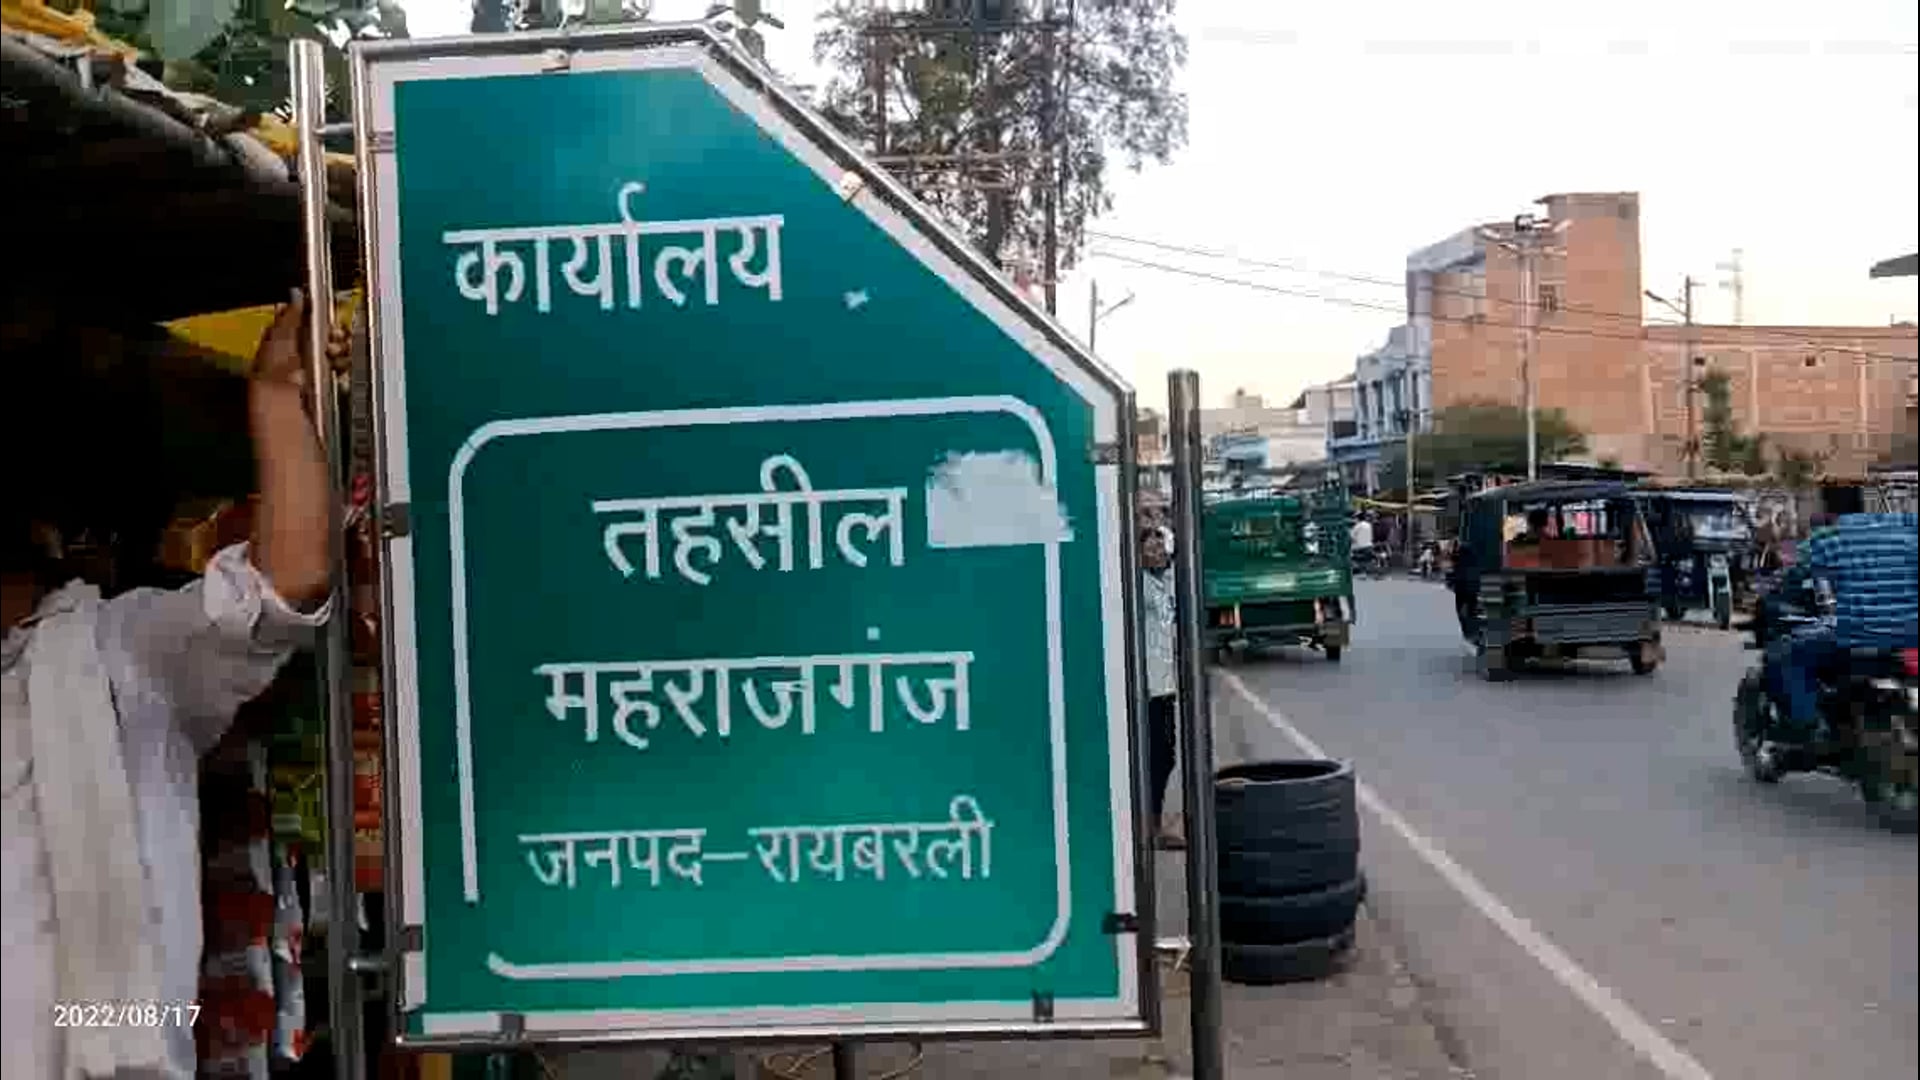 कार्यालय
तहसील
महराजगंज
जनपद–रायबरली
2022/08/17